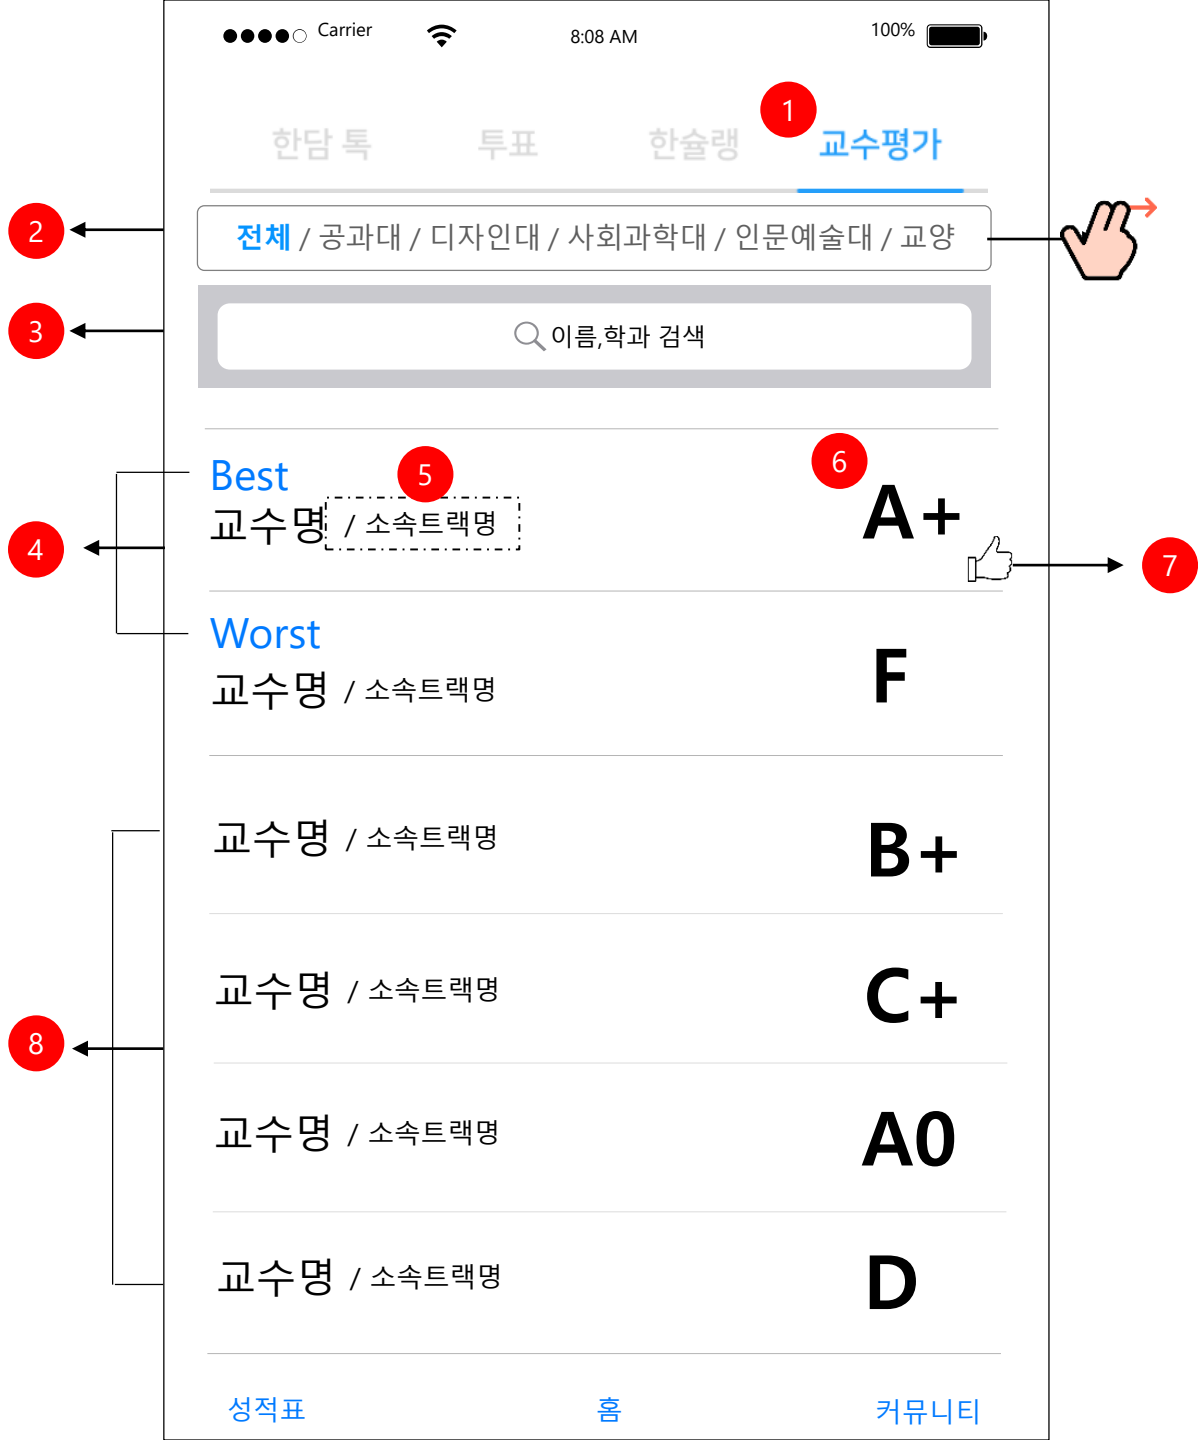 Carrier 8:08 AM 100%
1
한담 톡 투표 한슐랭 교수평가
2
전체 / 공과대 / 디자인대 / 사회과학대 / 인문예술대 / 교양
3
이름,학과 검색
Best 5 6
교수명 / 소속트랙명 A+
4
7
Worst
교수명 / 소속트랙명 F
교수명 / 소속트랙명 B+
교수명 / 소속트랙명 C+
8
교수명 / 소속트랙명 A0
교수명 / 소속트랙명 D
성적표 홈 커뮤니티